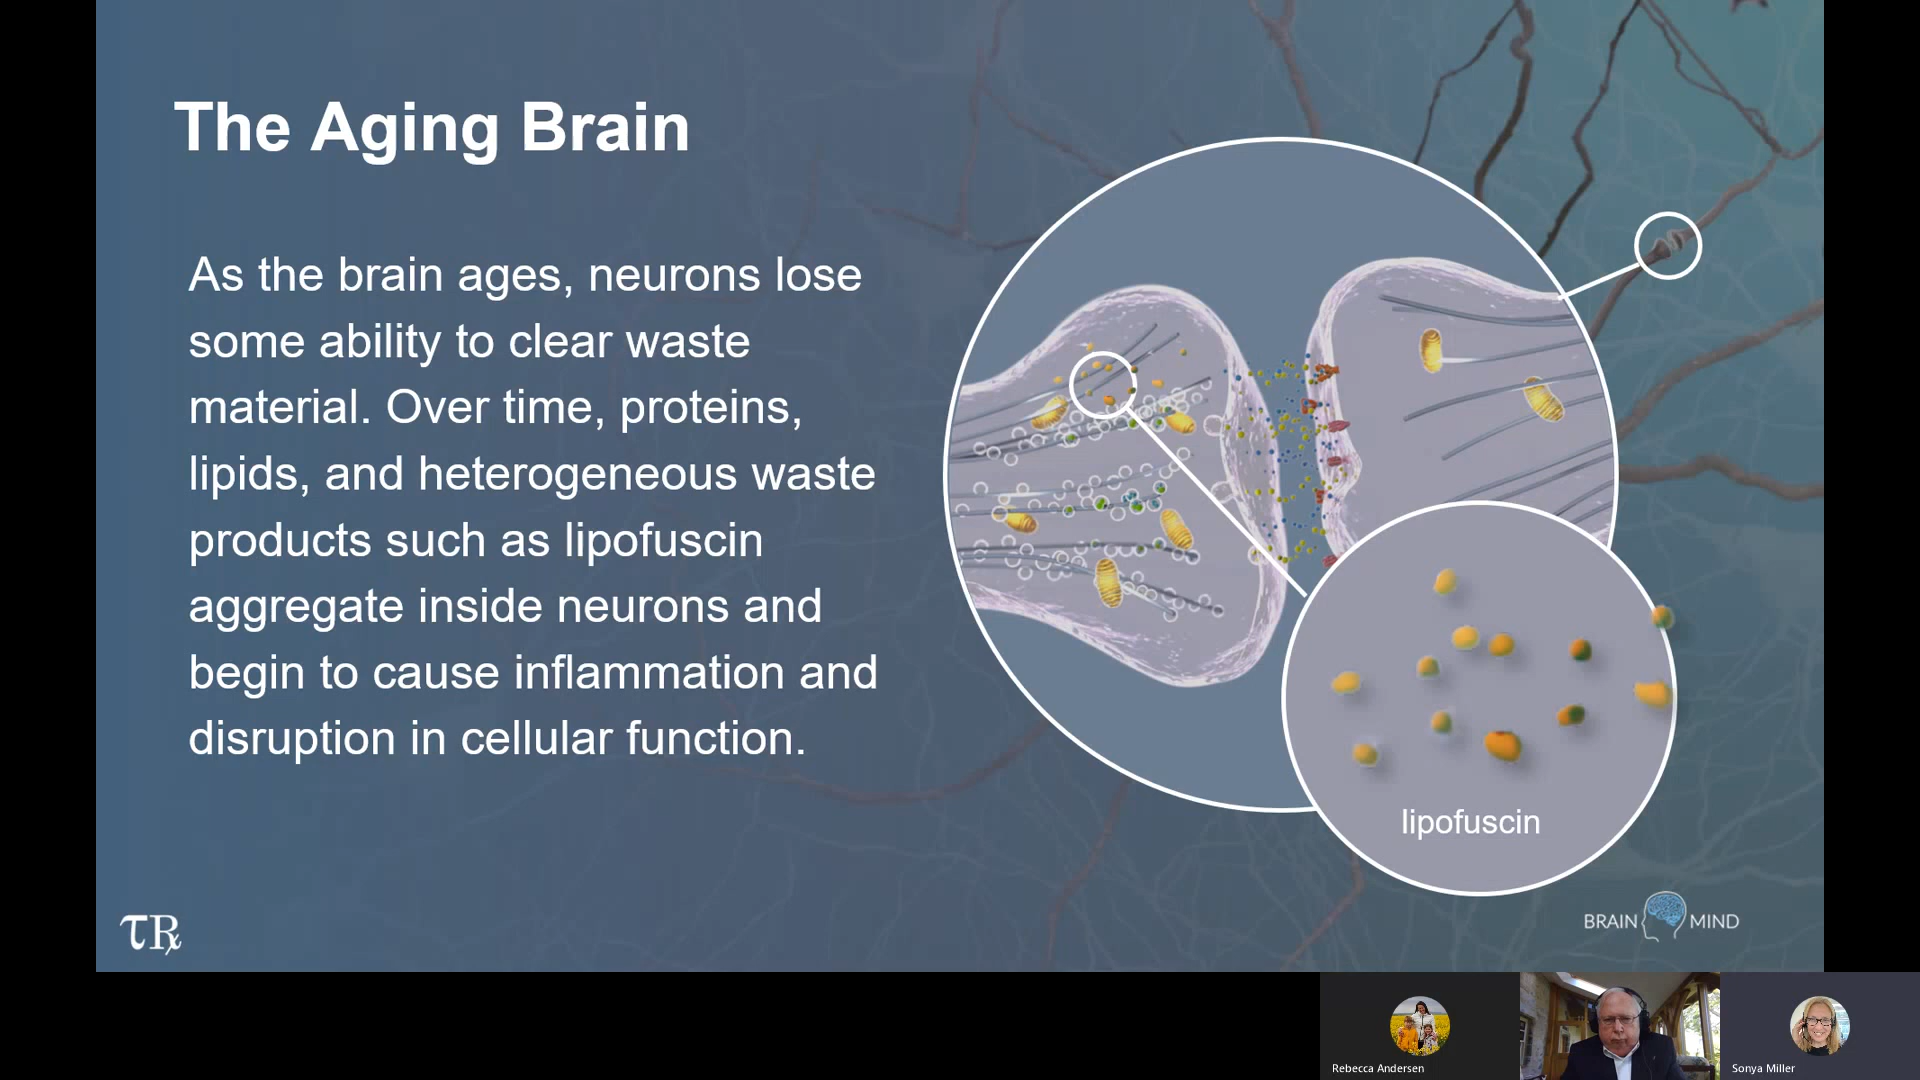 The Aging Brain
As the brain ages, neurons lose
some ability to clear waste
material. Over time, proteins,
lipids, and heterogeneous waste
products such as lipofuscin
aggregate inside neurons and
begin to cause inflammation and
disruption in cellular function.
lipofuscin
τRx
BRAIN MIND
Rebecca Andersen
Sonya Miller